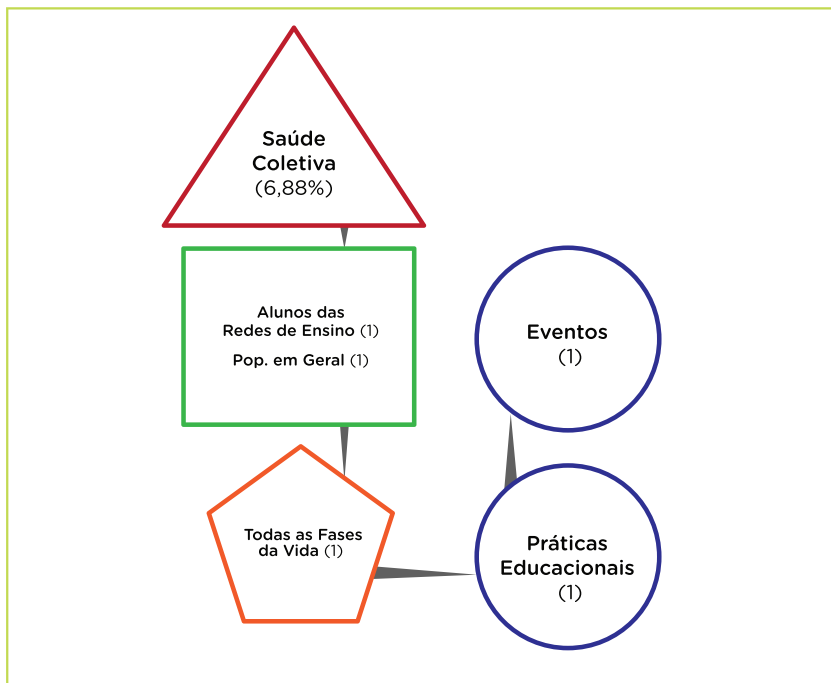 Saúde
Coletiva
(6,88%)
Alunos das
Redes de Ensino (1)
Pop. em Geral (1)
Todas as Fases
da Vida (1)
Práticas
Educacionais
(1)
Eventos
(1)